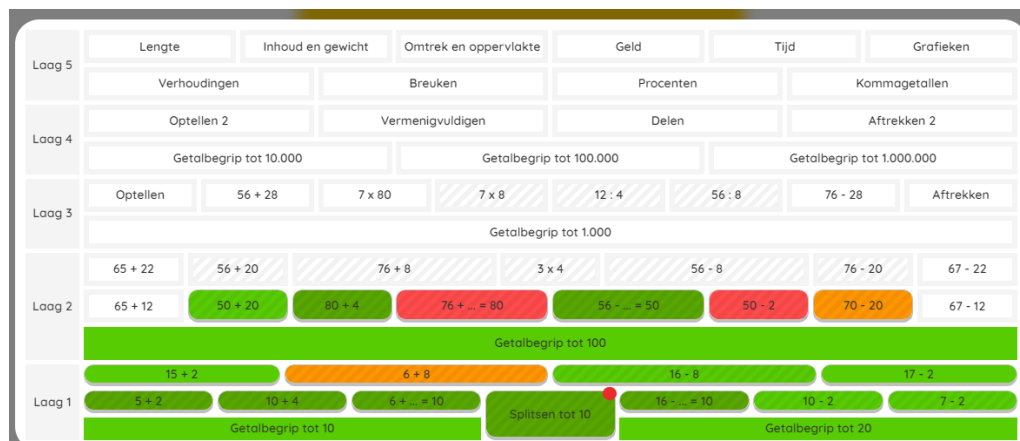 Lengte Inhoud en gewicht Omtrek en oppervlakte Geld Tijd Grafieken
Laag 5
Verhoudingen Breuken Procenten Kommagetallen
Optellen 2 Vermenigvuldigen Delen Aftrekken 2
Laag 4
Getalbegrip tot 10.000 Getalbegrip tot 100.000 Getalbegrip tot 1.000.000
Optellen 56 + 28 7 x 80 7 x 8 12 : 4 56 : 8 76 - 28 Aftrekken
Laag 3
Getalbegrip tot 1.000
65 + 22 56 + 20 76 + 8 3 x 4 56 - 8 76 - 20 67 - 22
Laag 2 65 + 12 50 + 20 80 + 4 76 + ... = 80 56 - ... = 50 50 - 2 70 - 20 67 - 12
Getalbegrip tot 100
15 + 2 6 + 8 16 - 8 17 - 2
Laag 1 5 + 2 10 + 4 6 + ... = 10 Splitsen tot 10 16 - ... = 10 10 - 2 7 - 2
Getalbegrip tot 10 Getalbegrip tot 20